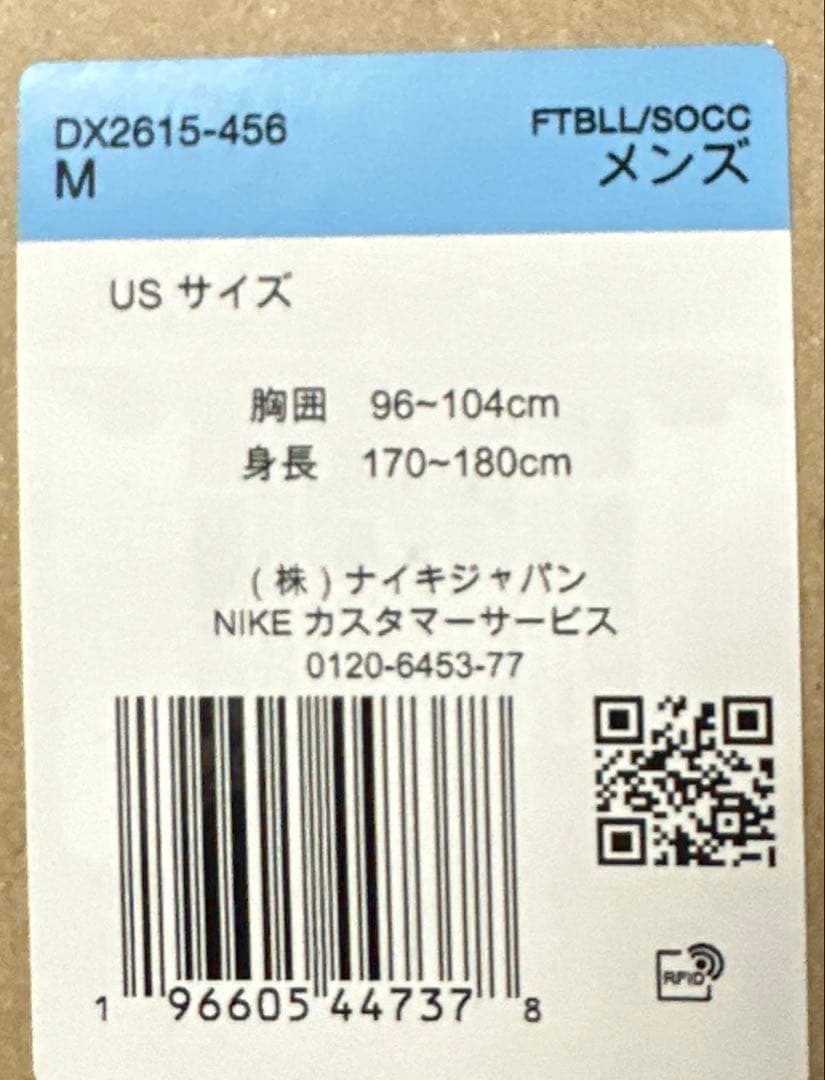 DX2615-456
M
FTBLL/SOCC
メンズ
US サイズ
胸囲 96~104cm
身長 170~180cm
(株)ナイキジャパン
NIKE カスタマーサービス
0120-6453-77
1 96605 44737 8
RFID